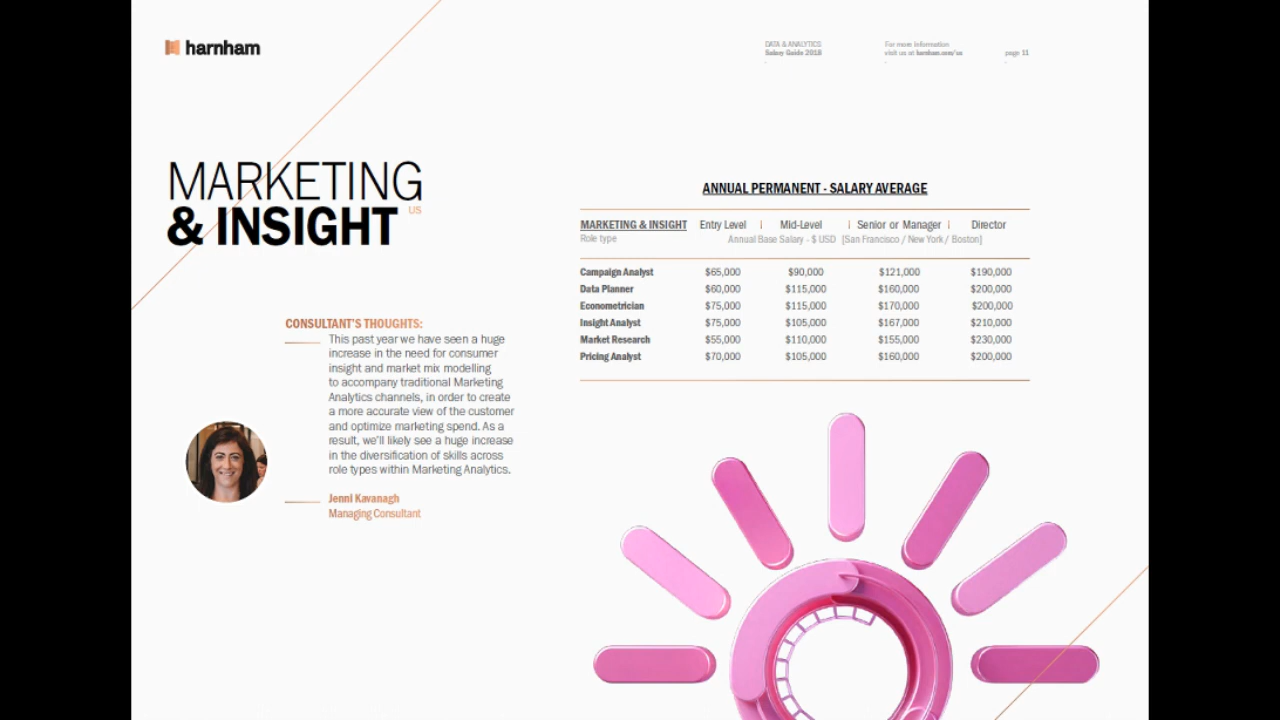 harnham
DATA & ANALYTICS
Salary Guide 2018
For more information
visit us at harnham.com/us
page 11
MARKETING
& INSIGHT US
CONSULTANT'S THOUGHTS:
This past year we have seen a huge
increase in the need for consumer
insight and market mix modelling
to accompany traditional Marketing
Analytics channels, in order to create
a more accurate view of the customer
and optimize marketing spend. As a
result, we'll likely see a huge increase
in the diversification of skills across
role types within Marketing Analytics.
Jenni Kavanagh
Managing Consultant
ANNUAL PERMANENT - SALARY AVERAGE
MARKETING & INSIGHT Entry Level | Mid-Level | Senior or Manager | Director
Role type Annual Base Salary - $ USD [San Francisco / New York / Boston]
Campaign Analyst $65,000 $90,000 $121,000 $190,000
Data Planner $60,000 $115,000 $160,000 $200,000
Econometrician $75,000 $115,000 $170,000 $200,000
Insight Analyst $75,000 $105,000 $167,000 $210,000
Market Research $55,000 $110,000 $155,000 $230,000
Pricing Analyst $70,000 $105,000 $160,000 $200,000